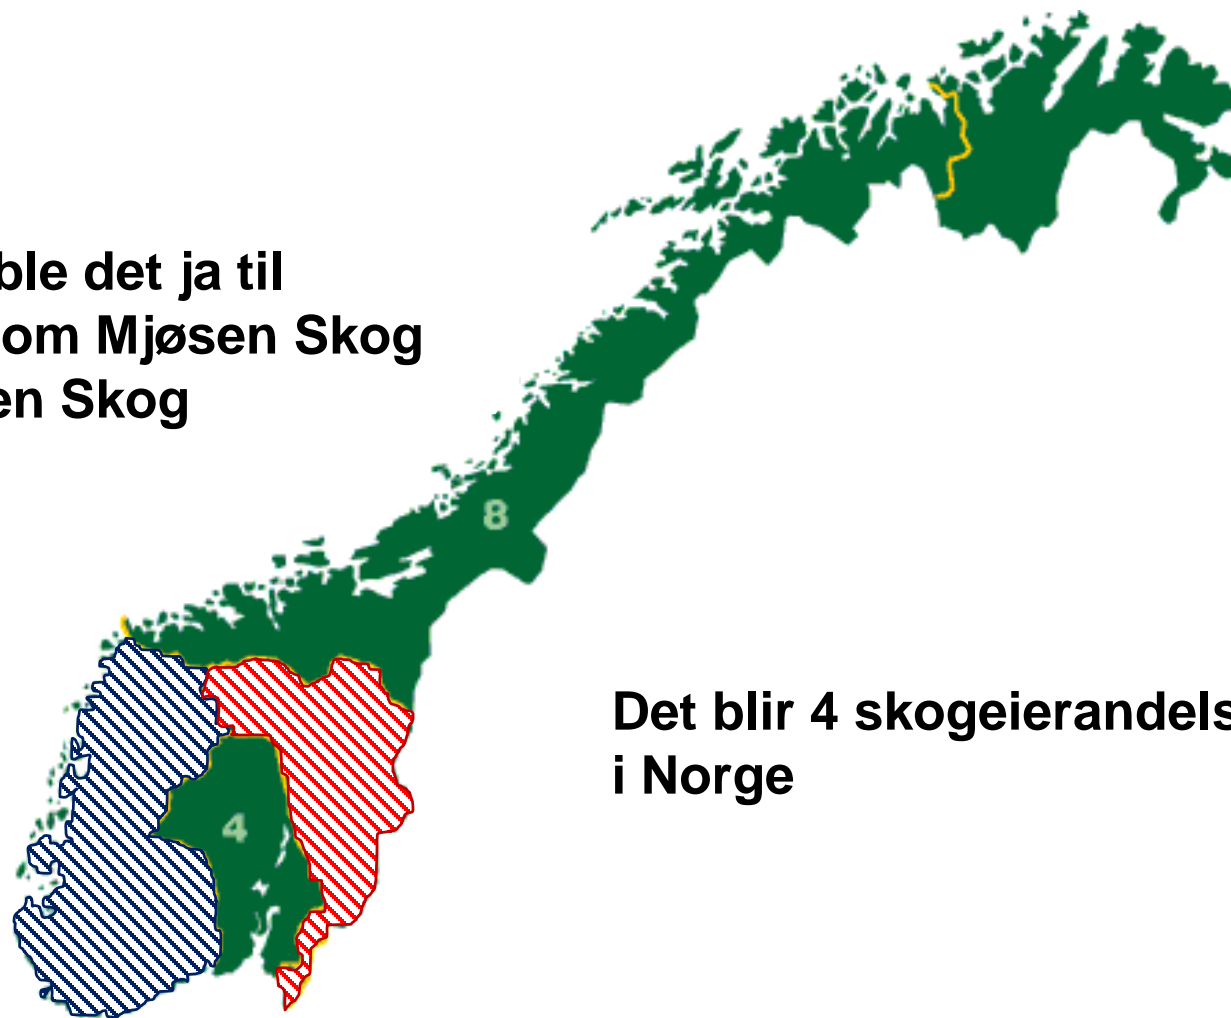 ble det ja til
om Mjøsen Skog
en Skog
8
Det blir 4 skogeierandels
i Norge
4